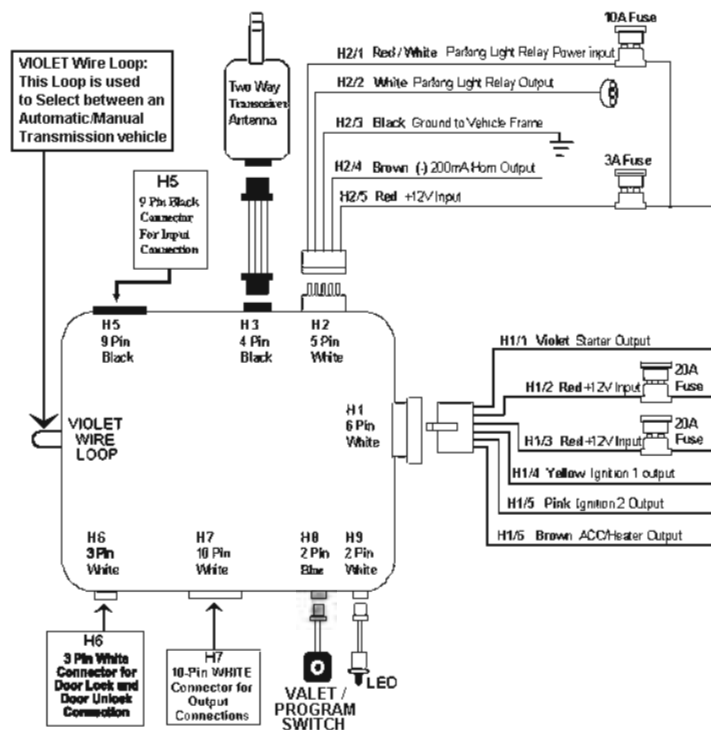 10A Fuse
VIOLET Wire Loop:
This Loop is used
to Select between an
Automatic/Manual
Transmission vehicle
Two Way
Transceiver
Antenna
H2/1 Red / White Parking Light Relay Power input
H2/2 White Parking Light Relay Output
H2/3 Black Ground to Vehicle Frame
H2/4 Brown (-) 200mA Horn Output
H2/5 Red +12V Input
3A Fuse
H5
9 Pin Black
Connector
For Input
Connection
H5
9 Pin
Black
H3
4 Pin
Black
H2
5 Pin
White
H1
6 Pin
White
VIOLET
WIRE
LOOP
H1/1 Violet Starter Output
H1/2 Red +12V Input
20A
Fuse
H1/3 Red +12V Input
20A
Fuse
H1/4 Yellow Ignition 1 output
H1/5 Pink Ignition 2 Output
H1/6 Brown ACC/Heater Output
H6
3 Pin
White
H7
10 Pin
White
H8
2 Pin
Blue
H9
2 Pin
White
H6
3 Pin White
Connector for
Door Lock and
Door Unlock
Connection
H7
10-Pin WHITE
Connector for
Output
Connections
VALET /
PROGRAM
SWITCH
LED